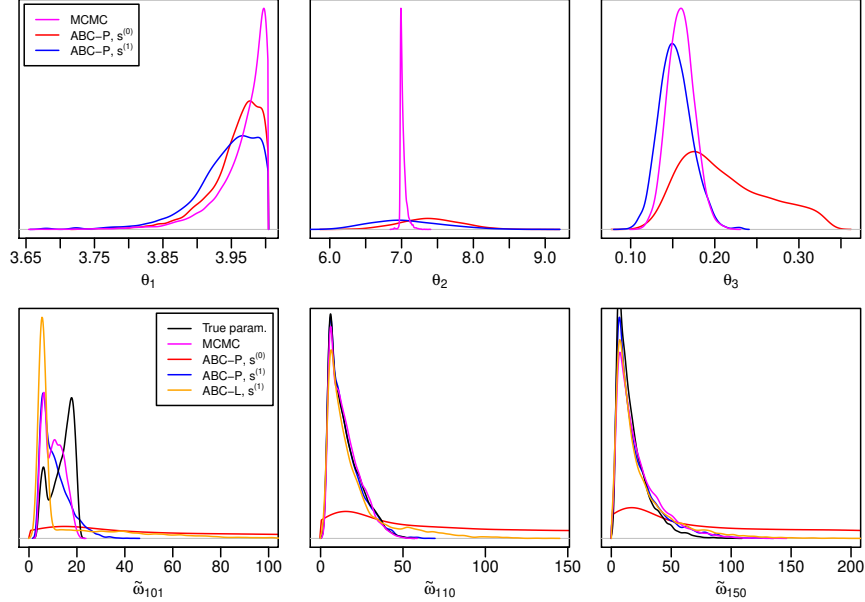 MCMC
ABC−P, s(0)
ABC−P, s(1)
3.65 3.75 3.85 3.95
θ1
6.0 7.0 8.0 9.0
θ2
0.10 0.20 0.30
θ3
True param.
MCMC
ABC−P, s(0)
ABC−P, s(1)
ABC−L, s(1)
0 20 40 60 80 100
ω̃101
0 50 100 150
ω̃110
0 50 100 150 200
ω̃150